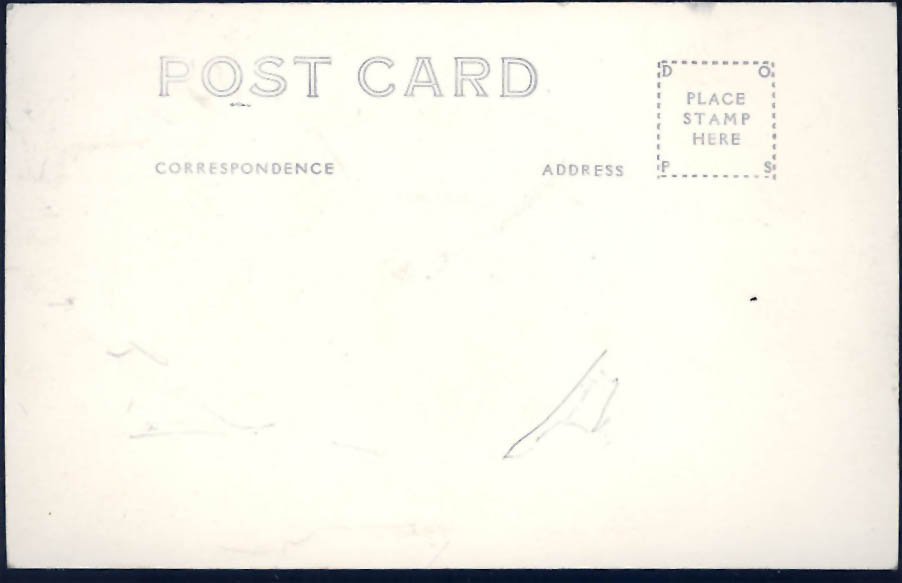 POST CARD
D O
PLACE
STAMP
HERE
P S
CORRESPONDENCE
ADDRESS